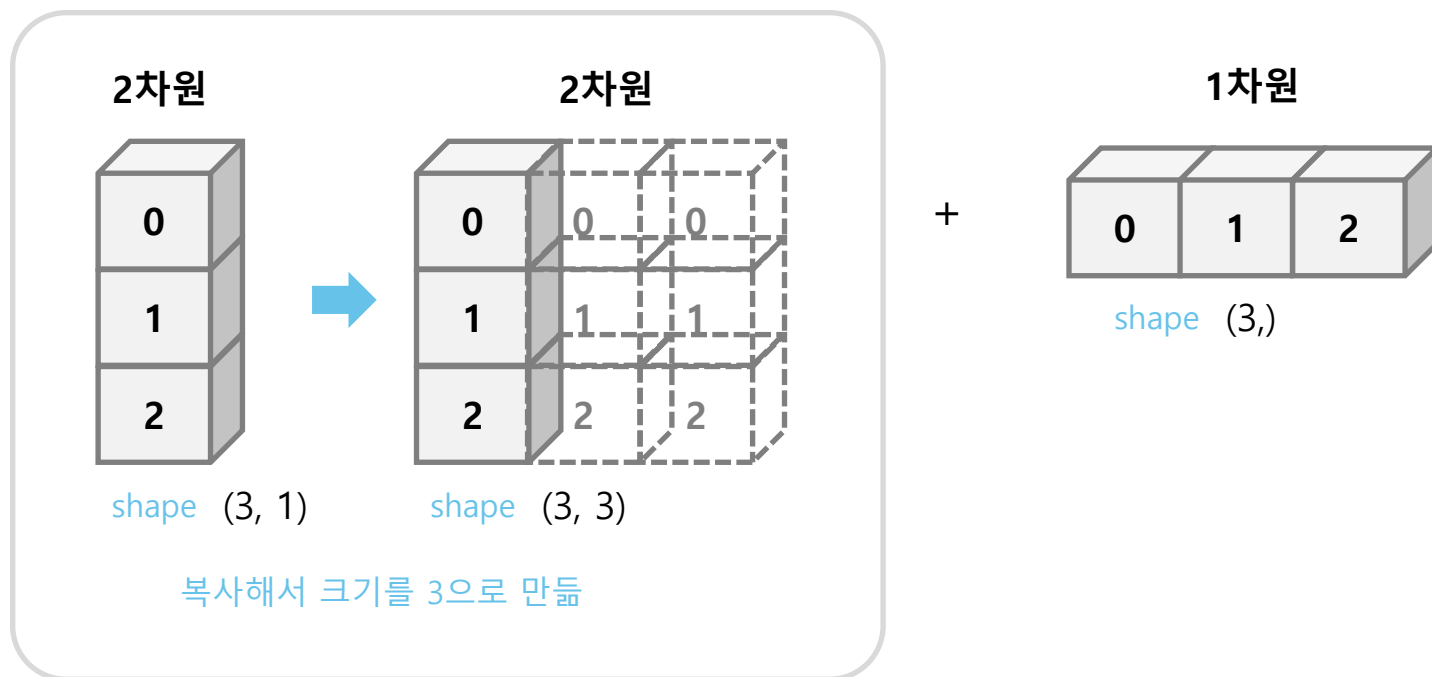 2차원
0
1
2
shape (3, 1)
2차원
0 0 0
1 1 1
2 2 2
shape (3, 3)
복사해서 크기를 3으로 만듦
+
1차원
0 1 2
shape (3,)